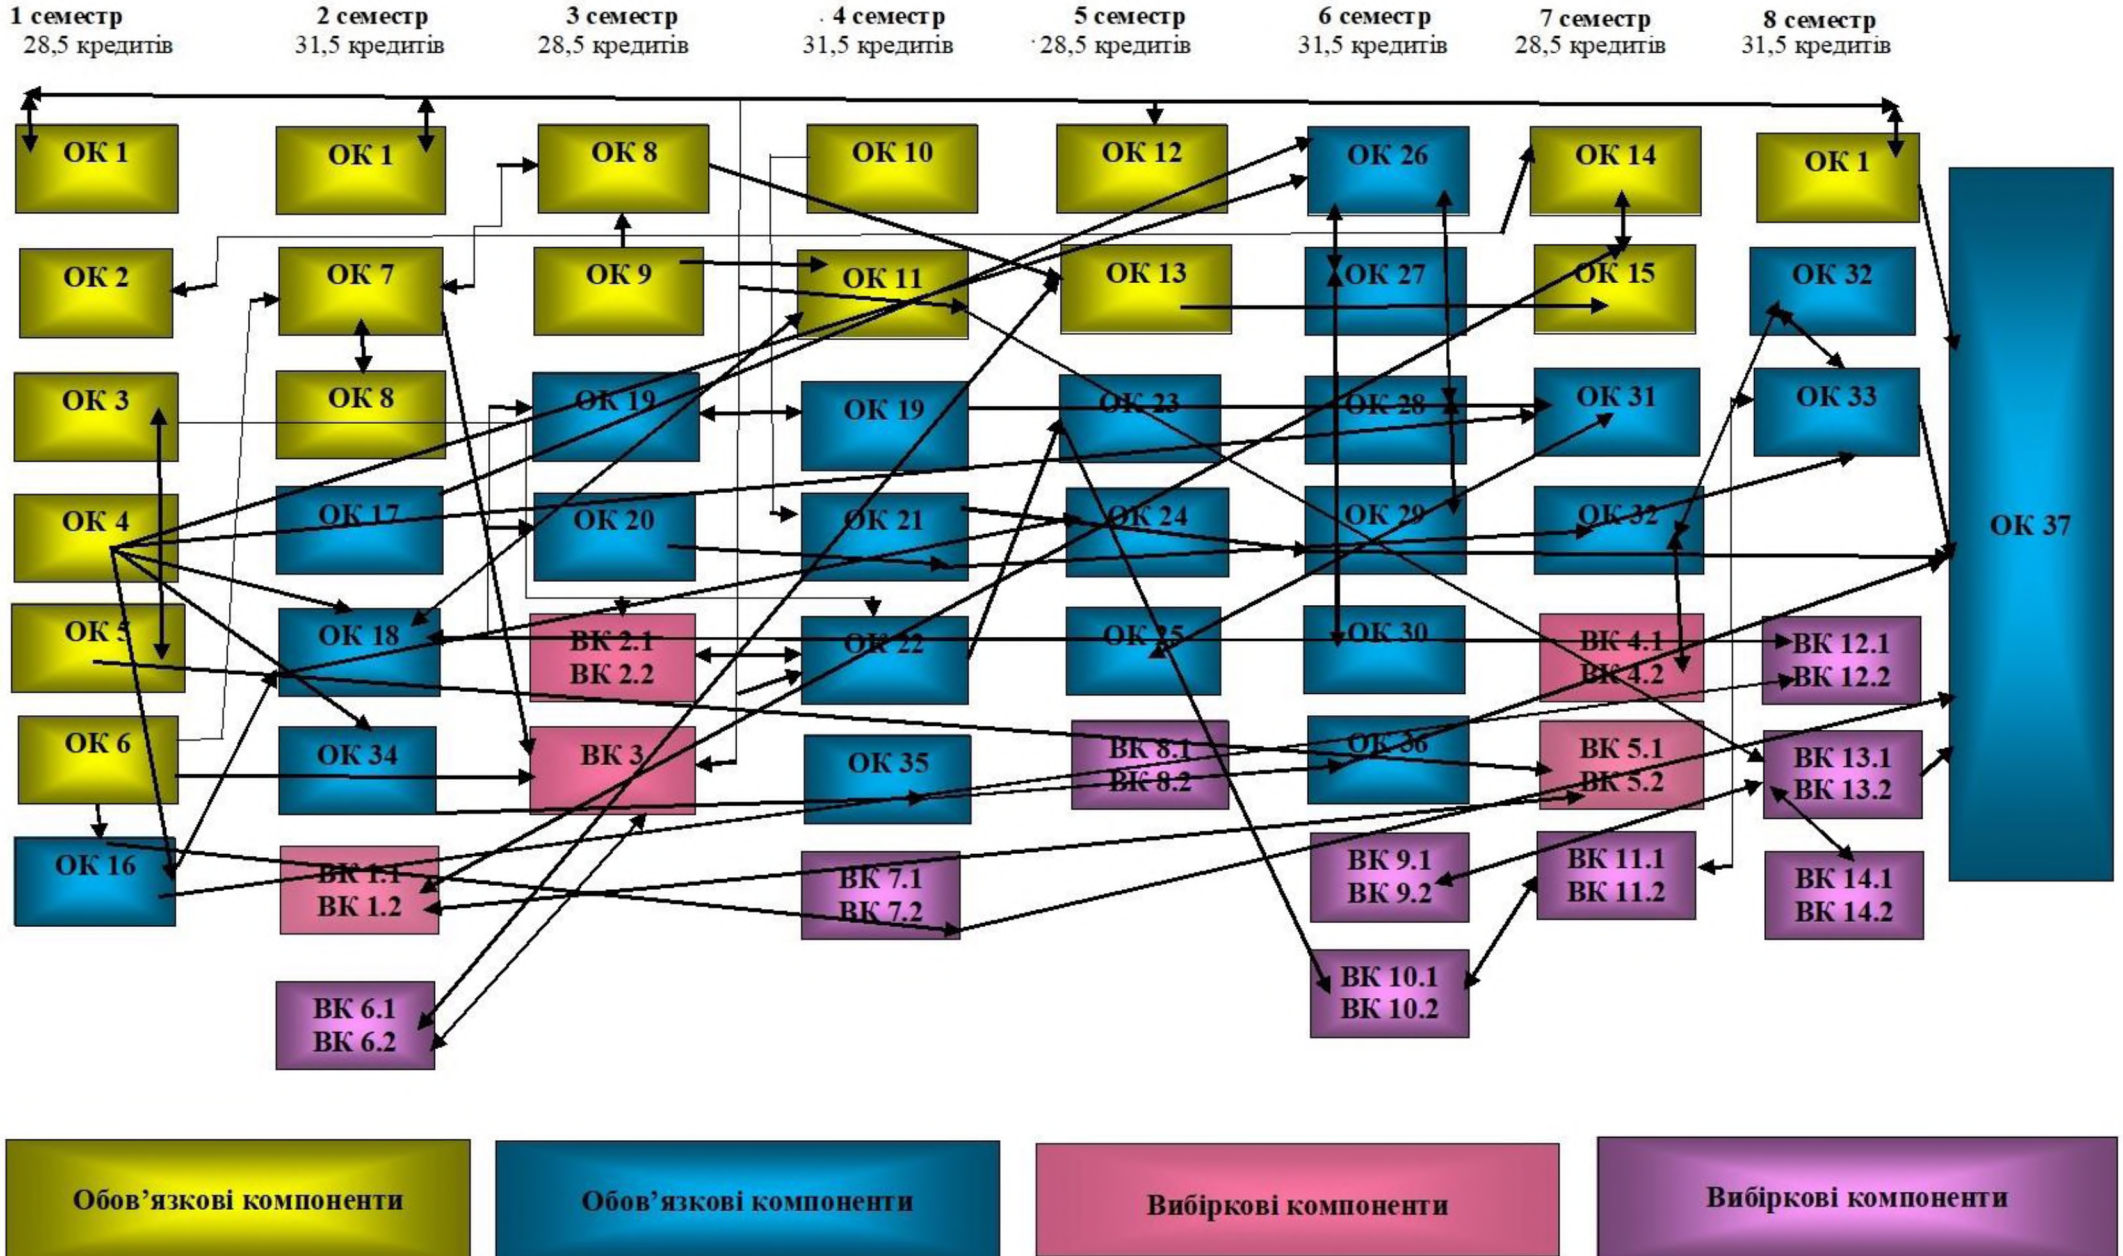 1 семестр
28,5 кредитів
2 семестр
31,5 кредитів
3 семестр
28,5 кредитів
4 семестр
31,5 кредитів
5 семестр
28,5 кредитів
6 семестр
31,5 кредитів
7 семестр
28,5 кредитів
8 семестр
31,5 кредитів
ОК 1
ОК 1
ОК 8
ОК 10
ОК 12
ОК 26
ОК 14
ОК 1
ОК 2
ОК 7
ОК 9
ОК 11
ОК 13
ОК 27
ОК 15
ОК 32
ОК 3
ОК 8
ОК 19
ОК 19
ОК 23
ОК 28
ОК 31
ОК 33
ОК 4
ОК 17
ОК 20
ОК 21
ОК 24
ОК 29
ОК 32
ОК 37
ОК 5
ОК 18
ВК 2.1
ВК 2.2
ОК 22
ОК 25
ОК 30
ВК 4.1
ВК 4.2
ВК 12.1
ВК 12.2
ОК 6
ОК 34
ВК 3
ОК 35
ВК 8.1
ВК 8.2
ОК 36
ВК 5.1
ВК 5.2
ВК 13.1
ВК 13.2
ОК 16
ВК 1.1
ВК 1.2
ВК 7.1
ВК 7.2
ВК 9.1
ВК 9.2
ВК 11.1
ВК 11.2
ВК 14.1
ВК 14.2
ВК 6.1
ВК 6.2
ВК 10.1
ВК 10.2
Обов’язкові компоненти
Обов’язкові компоненти
Вибіркові компоненти
Вибіркові компоненти